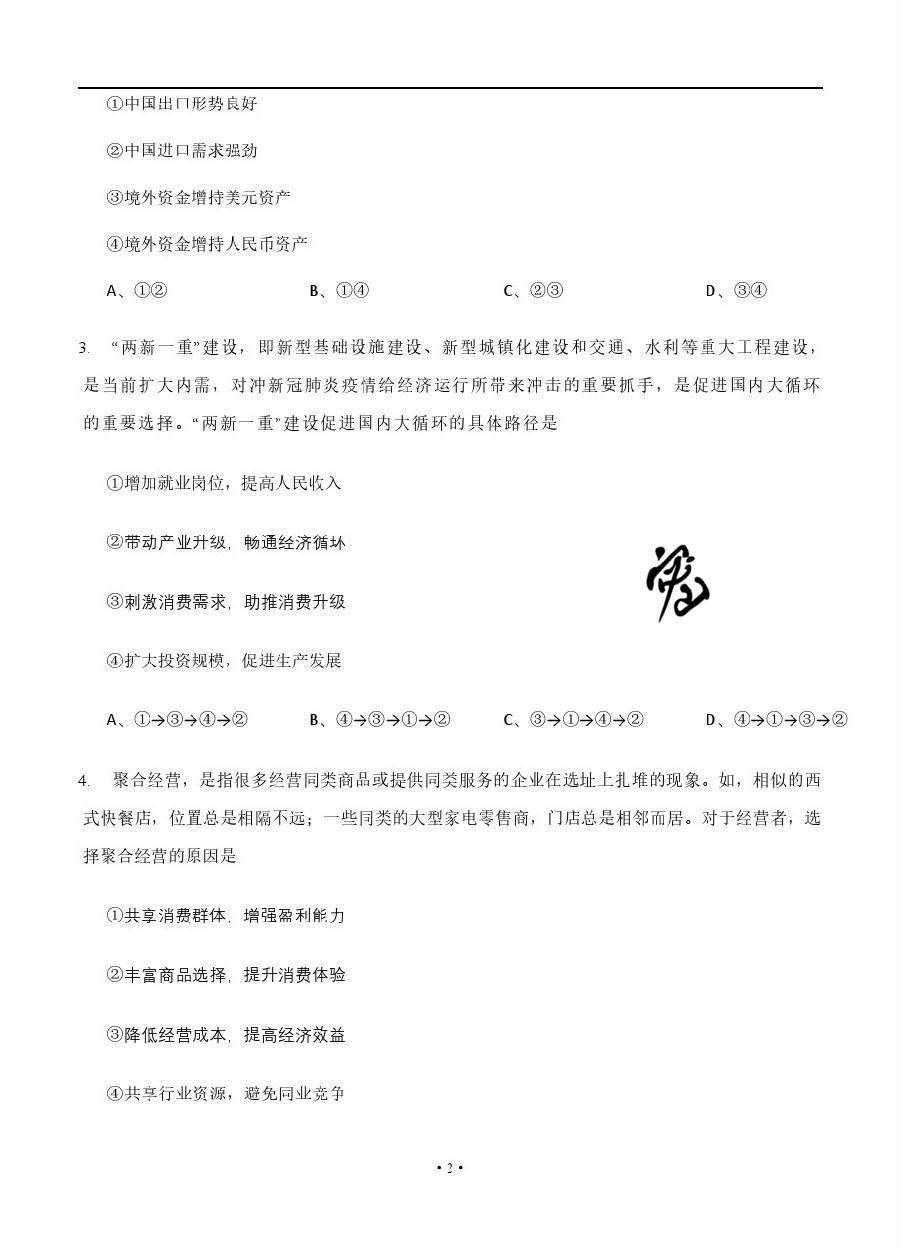 ①中国出口形势良好
②中国进口需求强劲
③境外资金增持美元资产
④境外资金增持人民币资产
A、①② B、①④ C、②③ D、③④
3. “两新一重”建设，即新型基础设施建设、新型城镇化建设和交通、水利等重大工程建设，
是当前扩大内需，对冲新冠肺炎疫情给经济运行所带来冲击的重要抓手，是促进国内大循环
的重要选择。“两新一重”建设促进国内大循环的具体路径是
①增加就业岗位，提高人民收入
②带动产业升级，畅通经济循环
③刺激消费需求，助推消费升级
④扩大投资规模，促进生产发展
A、①→③→④→② B、④→③→①→② C、③→①→④→② D、④→①→③→②
4. 聚合经营，是指很多经营同类商品或提供同类服务的企业在选址上扎堆的现象。如，相似的西
式快餐店，位置总是相隔不远；一些同类的大型家电零售商，门店总是相邻而居。对于经营者，选
择聚合经营的原因是
①共享消费群体，增强盈利能力
②丰富商品选择，提升消费体验
③降低经营成本，提高经济效益
④共享行业资源，避免同业竞争
• 2 •